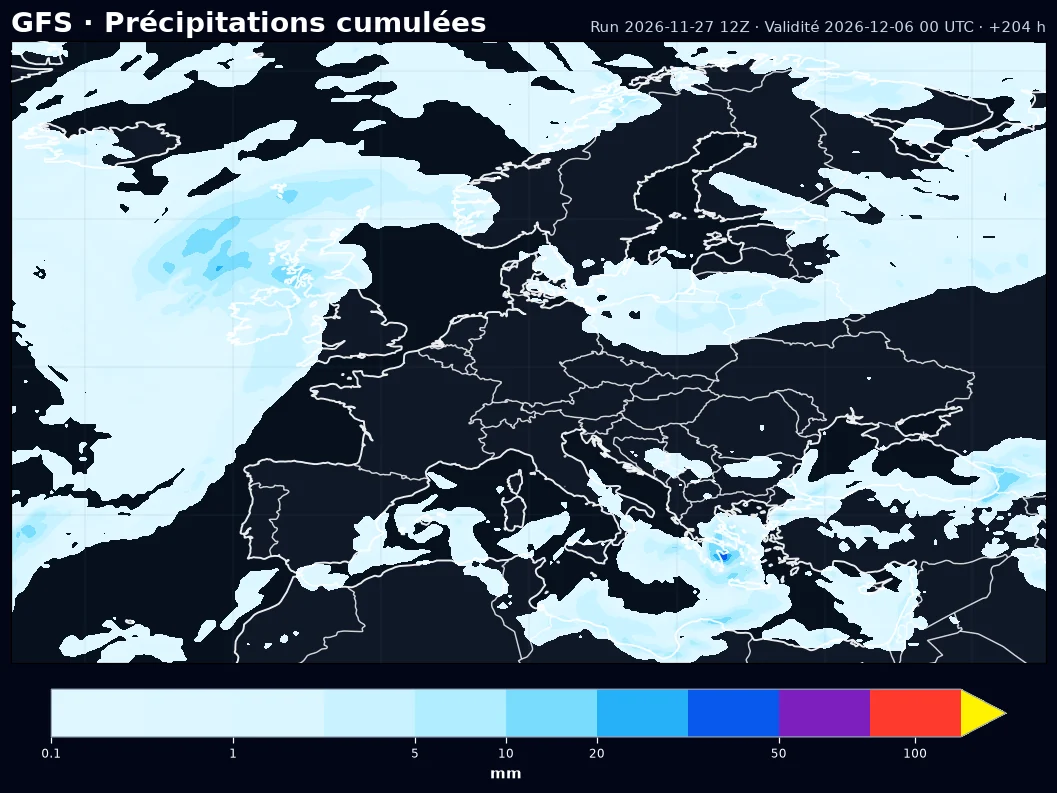 GFS · Précipitations cumulées
Run 2026-11-27 12Z · Validité 2026-12-06 00 UTC · +204 h
0.1 1 5 10 20 50 100
mm